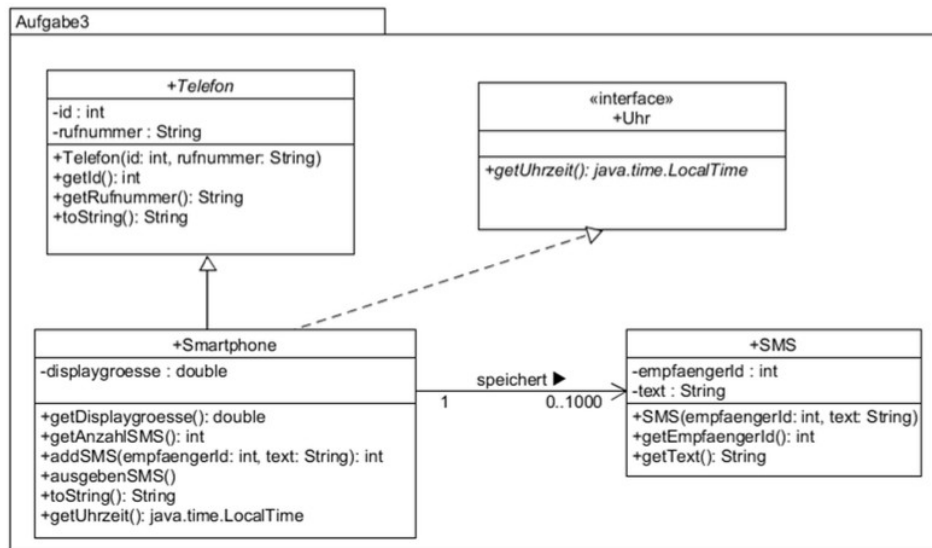 Aufgabe3
+Telefon
-id : int
-rufnummer : String
+Telefon(id: int, rufnummer: String)
+getId(): int
+getRufnummer(): String
+toString(): String
«interface»
+Uhr
+getUhrzeit(): java.time.LocalTime
+Smartphone
-displaygroesse : double
+getDisplaygroesse(): double
+getAnzahlSMS(): int
+addSMS(empfaengerId: int, text: String): int
+ausgebenSMS()
+toString(): String
+getUhrzeit(): java.time.LocalTime
speichert ▶
1
0..1000
+SMS
-empfaengerId : int
-text : String
+SMS(empfaengerId: int, text: String)
+getEmpfaengerId(): int
+getText(): String